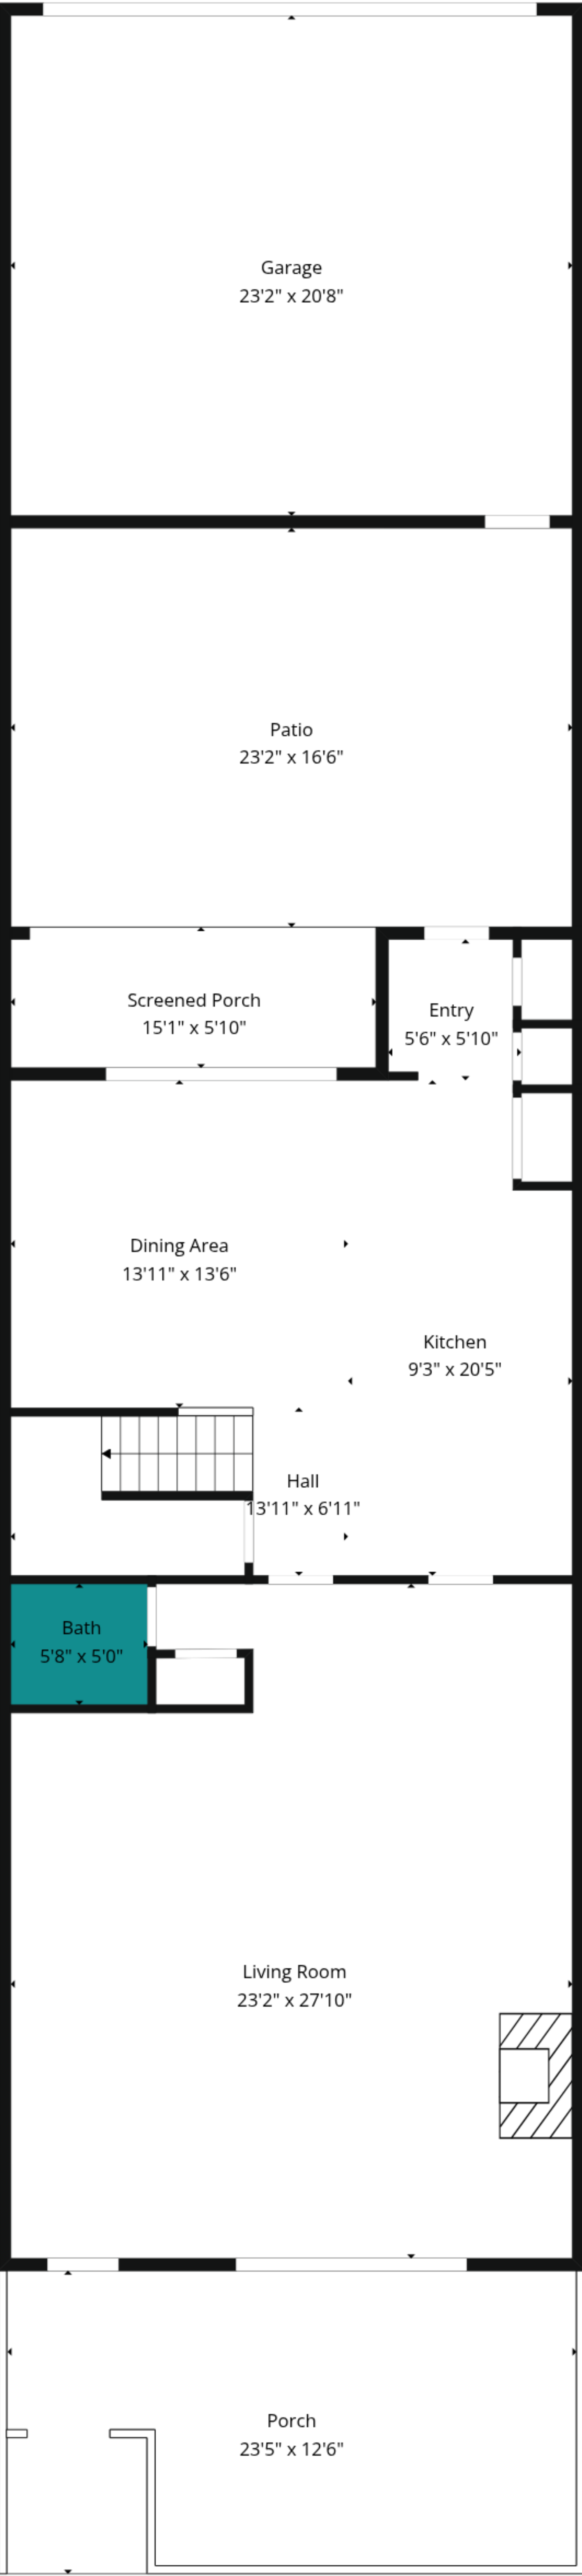 Garage
23'2" x 20'8"
Patio
23'2" x 16'6"
Screened Porch
15'1" x 5'10"
Entry
5'6" x 5'10"
Dining Area
13'11" x 13'6"
Kitchen
9'3" x 20'5"
Hall
13'11" x 6'11"
Bath
5'8" x 5'0"
Living Room
23'2" x 27'10"
Porch
23'5" x 12'6"